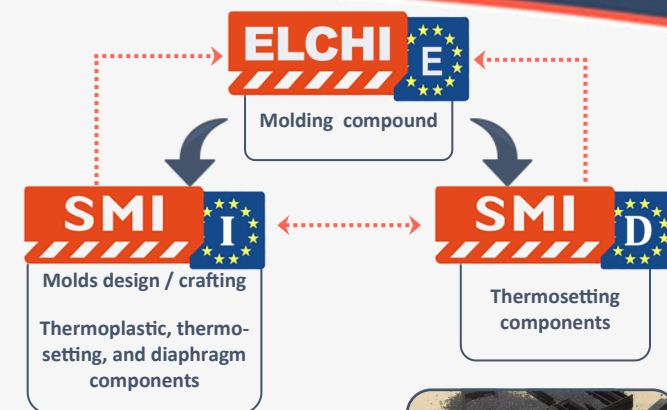 ELCHI E
Molding compound
SMI I
SMI D
Molds design / crafting
Thermoplastic, thermo-
setting, and diaphragm
components
Thermosetting
components